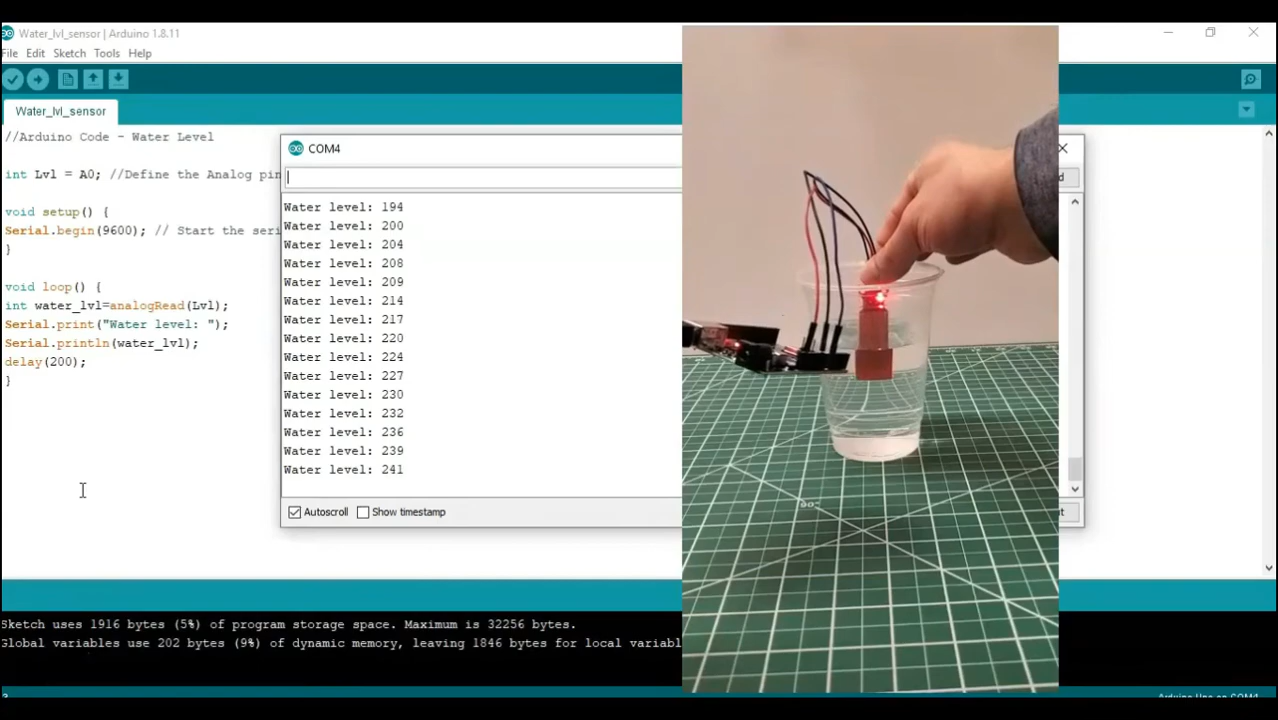 Water_lvl_sensor | Arduino 1.8.11
File Edit Sketch Tools Help
Water_lvl_sensor
//Arduino Code - Water Level
int Lvl = A0; //Define the Analog pin
void setup() {
Serial.begin(9600); // Start the seri
}
void loop() {
int water_lvl=analogRead(Lvl);
Serial.print("Water level: ");
Serial.println(water_lvl);
delay(200);
}
COM4
Water level: 194
Water level: 200
Water level: 204
Water level: 208
Water level: 209
Water level: 214
Water level: 217
Water level: 220
Water level: 224
Water level: 227
Water level: 230
Water level: 232
Water level: 236
Water level: 239
Water level: 241
Autoscroll Show timestamp
Sketch uses 1916 bytes (5%) of program storage space. Maximum is 32256 bytes.
Global variables use 202 bytes (9%) of dynamic memory, leaving 1846 bytes for local variabl
Arduino Uno on COM4